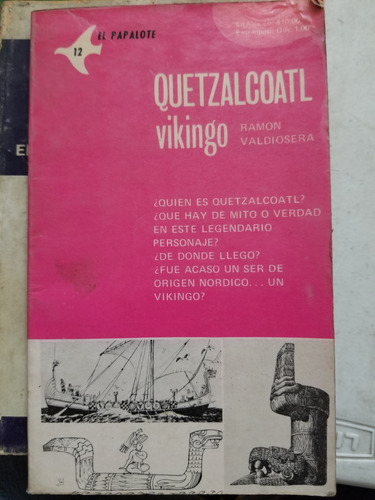 EL PAPALOTE
12
QUETZALCOATL
vikingo
RAMON
VALDIOSERA
¿QUIEN ES QUETZALCOATL?
¿QUE HAY DE MITO O VERDAD
EN ESTE LEGENDARIO
PERSONAJE?
¿DE DONDE LLEGO?
¿FUE ACASO UN SER DE
ORIGEN NORDICO... UN
VIKINGO?